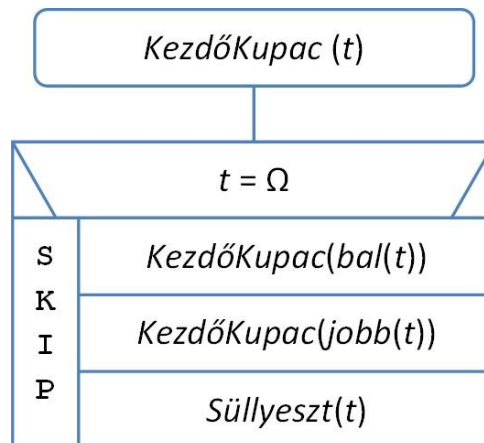 KezdőKupac (t)
t = Ω
S
K
I
P
KezdőKupac(bal(t))
KezdőKupac(jobb(t))
Süllyeszt(t)